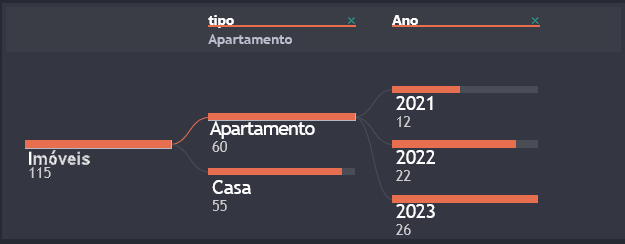 tipo × Ano ×
Apartamento
2021
12
Apartamento
60
Imóveis
115
2022
22
Casa
55
2023
26